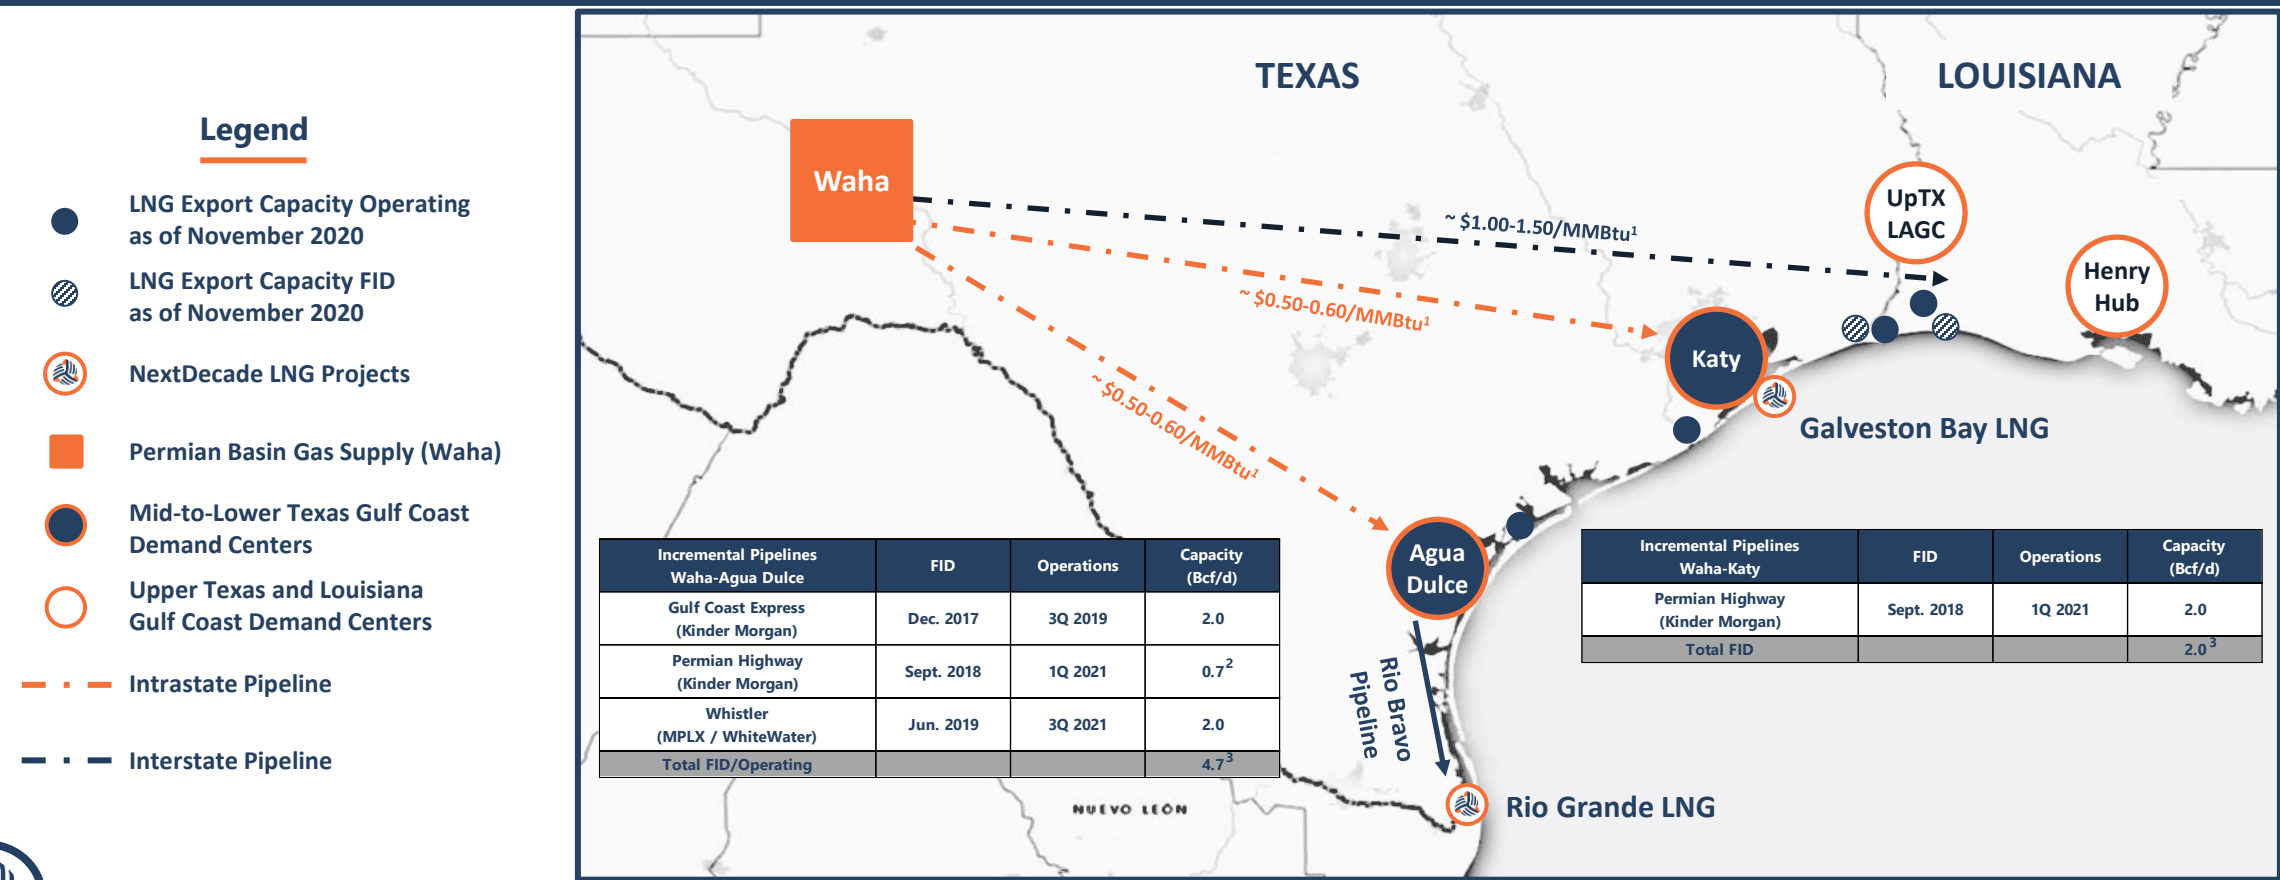 Legend
LNG Export Capacity Operating
as of November 2020
LNG Export Capacity FID
as of November 2020
NextDecade LNG Projects
Permian Basin Gas Supply (Waha)
Mid-to-Lower Texas Gulf Coast
Demand Centers
Upper Texas and Louisiana
Gulf Coast Demand Centers
Intrastate Pipeline
Interstate Pipeline
TEXAS
LOUISIANA
Waha
UpTX
LAGC
Henry
Hub
~ $1.00-1.50/MMBtu¹
~ $0.50-0.60/MMBtu¹
~ $0.50-0.60/MMBtu¹
Katy
Galveston Bay LNG
Agua
Dulce
Rio Bravo
Pipeline
Rio Grande LNG
NUEVO LEÓN
Incremental Pipelines
Waha-Agua Dulce
FID
Operations
Capacity
(Bcf/d)
Gulf Coast Express
(Kinder Morgan)
Dec. 2017
3Q 2019
2.0
Permian Highway
(Kinder Morgan)
Sept. 2018
1Q 2021
0.7²
Whistler
(MPLX / WhiteWater)
Jun. 2019
3Q 2021
2.0
Total FID/Operating
4.7³
Incremental Pipelines
Waha-Katy
FID
Operations
Capacity
(Bcf/d)
Permian Highway
(Kinder Morgan)
Sept. 2018
1Q 2021
2.0
Total FID
2.0³